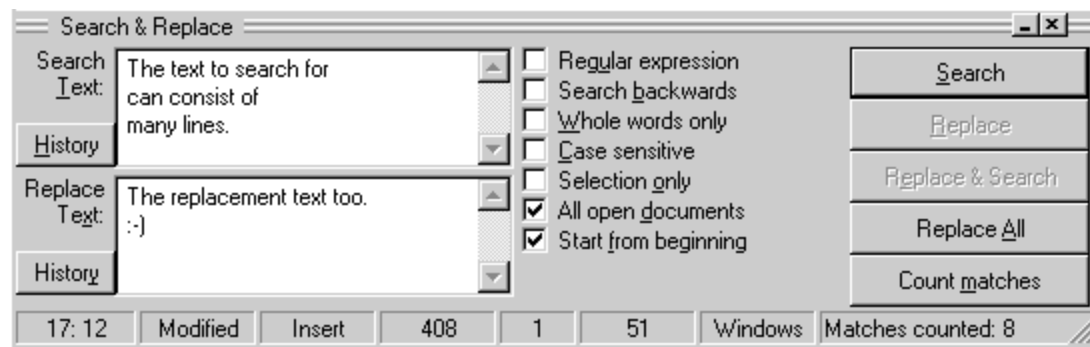 Search & Replace
Search Text:
The text to search for
can consist of
many lines.
History
Replace Text:
The replacement text too.
:-)
History
Regular expression
Search backwards
Whole words only
Case sensitive
Selection only
All open documents
Start from beginning
Search
Replace
Replace & Search
Replace All
Count matches
17: 12 Modified Insert 408 1 51 Windows Matches counted: 8